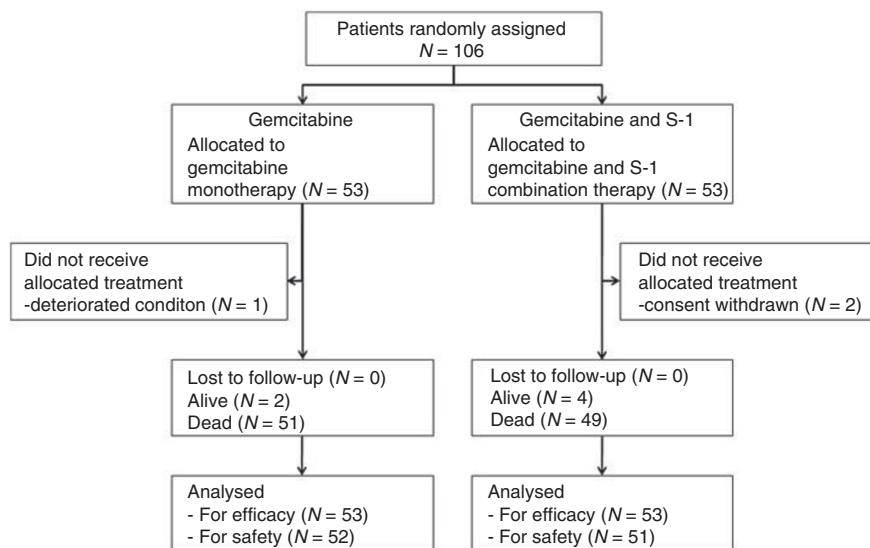 Patients randomly assigned
N = 106
Gemcitabine
Allocated to
gemcitabine
monotherapy (N = 53)
Gemcitabine and S-1
Allocated to
gemcitabine and S-1
combination therapy (N = 53)
Did not receive
allocated treatment
-deteriorated conditon (N = 1)
Did not receive
allocated treatment
-consent withdrawn (N = 2)
Lost to follow-up (N = 0)
Alive (N = 2)
Dead (N = 51)
Lost to follow-up (N = 0)
Alive (N = 4)
Dead (N = 49)
Analysed
- For efficacy (N = 53)
- For safety (N = 52)
Analysed
- For efficacy (N = 53)
- For safety (N = 51)